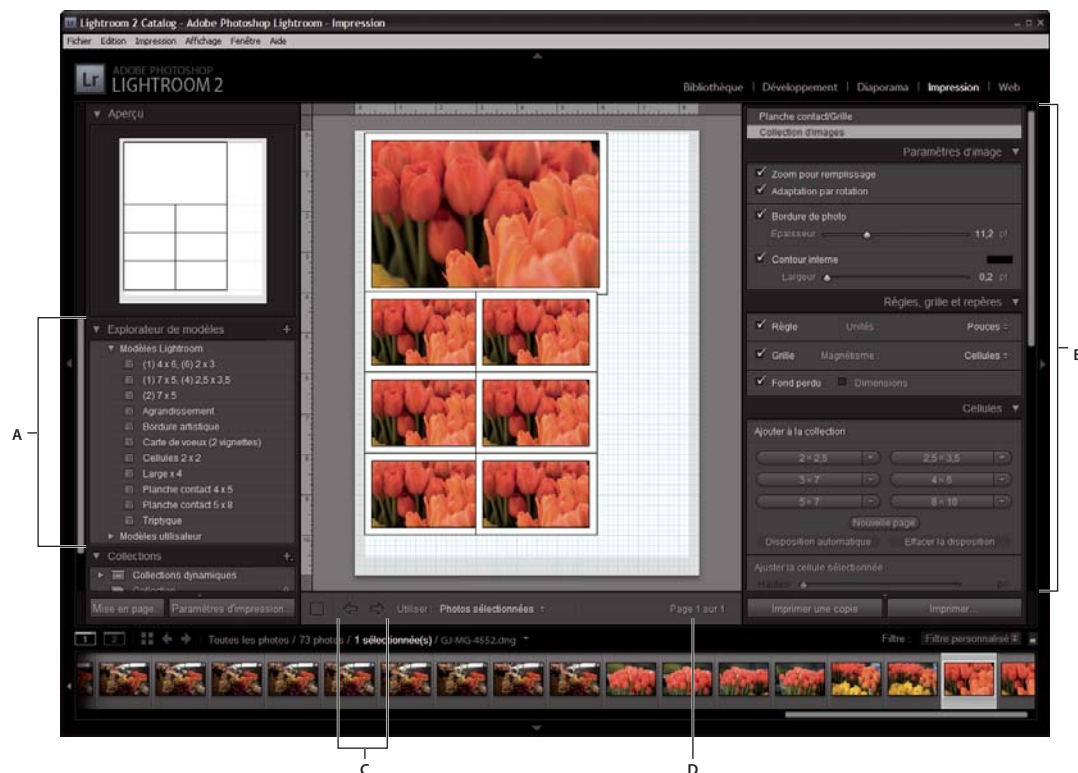 Lightroom 2 Catalog - Adobe Photoshop Lightroom - Impression
Fichier Edition Impression Affichage Fenêtre Aide
Lr
ADOBE PHOTOSHOP
LIGHTROOM 2
Bibliothèque | Développement | Diaporama | Impression | Web
Aperçu
Explorateur de modèles +
Modèles Lightroom
(1) 4 x 6, (6) 2 x 3
(1) 7 x 5, (4) 2,5 x 3,5
(2) 7 x 5
Agrandissement
Bordure artistique
Carte de voeux (2 vignettes)
Cellules 2 x 2
Large x 4
Planche contact 4 x 5
Planche contact 5 x 8
Triptyque
Modèles utilisateur
Collections +.
Collections dynamiques
Collection 0
Mise en page... Paramètres d'impression...
Planche contact/Grille
Collection d'images
Paramètres d'image
Zoom pour remplissage
Adaptation par rotation
Bordure de photo
Epaisseur 11,2 pt
Contour interne
Largeur 0,2 pt
Règles, grille et repères
Règle Unités : Pouces
Grille Magnétisme : Cellules
Fond perdu Dimensions
Cellules
Ajouter à la collection
2 × 2,5 2,5 × 3,5
3 × 7 4 × 6
5 × 7 8 × 10
Nouvelle page
Disposition automatique Effacer la disposition
Ajuster la cellule sélectionnée
Hauteur po
Utiliser : Photos sélectionnées Page 1 sur 1
Imprimer une copie Imprimer...
1 2 Toutes les photos / 73 photos / 1 sélectionnée(s) / GJ-MG-4552.dng Filtre : Filtre personnalisé
A
B
C
D